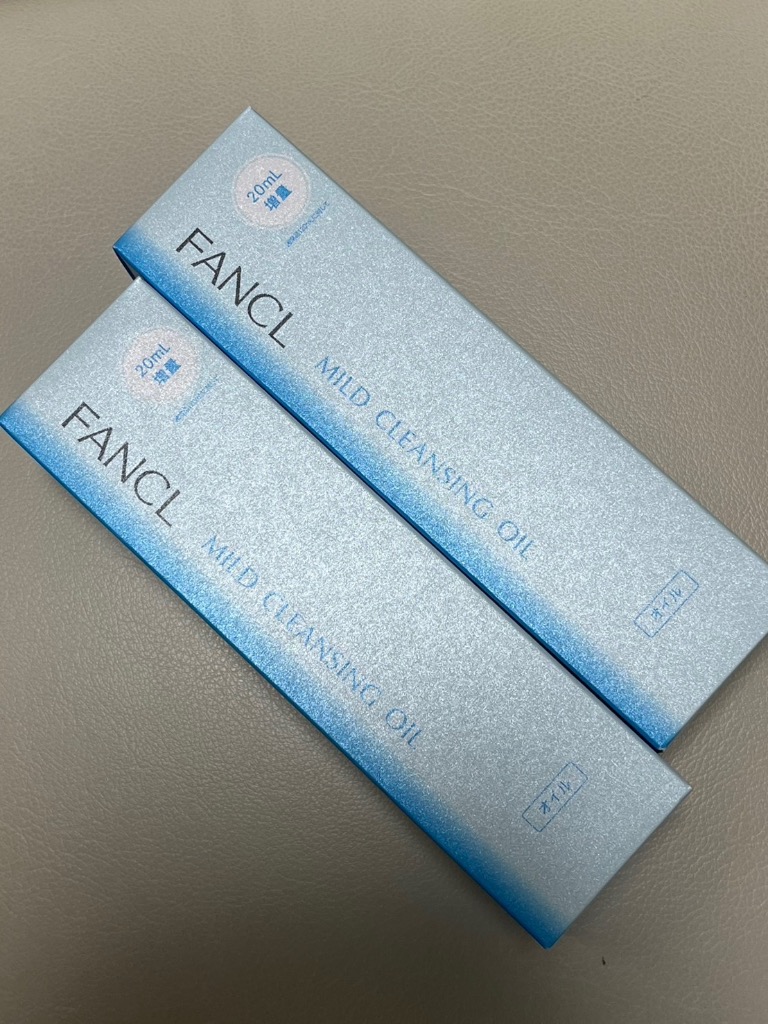 20mL
増量
FANCL
MILD CLEANSING OIL
オイル
20mL
増量
FANCL
MILD CLEANSING OIL
オイル